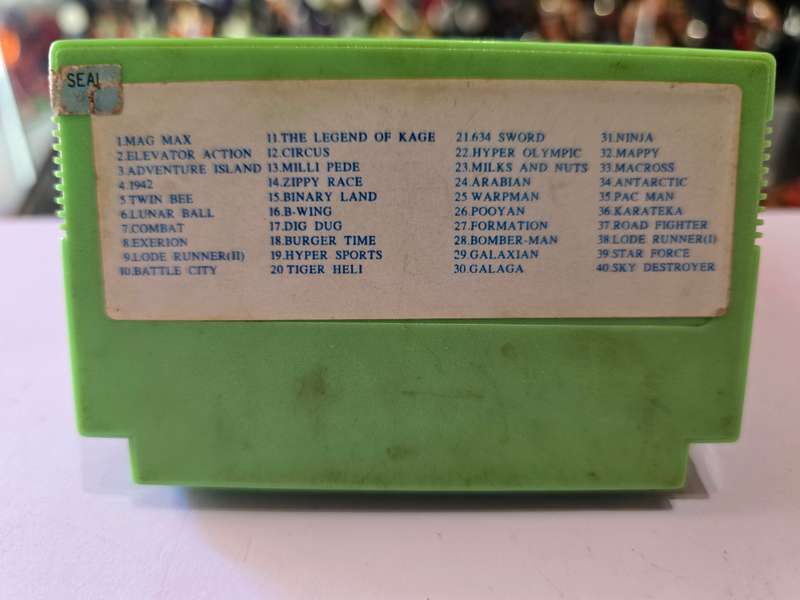 SEAL
1.MAG MAX
2.ELEVATOR ACTION
3.ADVENTURE ISLAND
4.1942
5.TWIN BEE
6.LUNAR BALL
7.COMBAT
8.EXERION
9.LODE RUNNER(II)
10.BATTLE CITY
11.THE LEGEND OF KAGE
12.CIRCUS
13.MILLI PEDE
14.ZIPPY RACE
15.BINARY LAND
16.B-WING
17.DIG DUG
18.BURGER TIME
19.HYPER SPORTS
20 TIGER HELI
21.634 SWORD
22.HYPER OLYMPIC
23.MILKS AND NUTS
24.ARABIAN
25 WARPMAN
26.POOYAN
27.FORMATION
28.BOMBER-MAN
29.GALAXIAN
30.GALAGA
31.NINJA
32.MAPPY
33.MACROSS
34 ANTARCTIC
35.PAC MAN
36.KARATEKA
37.ROAD FIGHTER
38.LODE RUNNER(I)
39.STAR FORCE
40.SKY DESTROYER